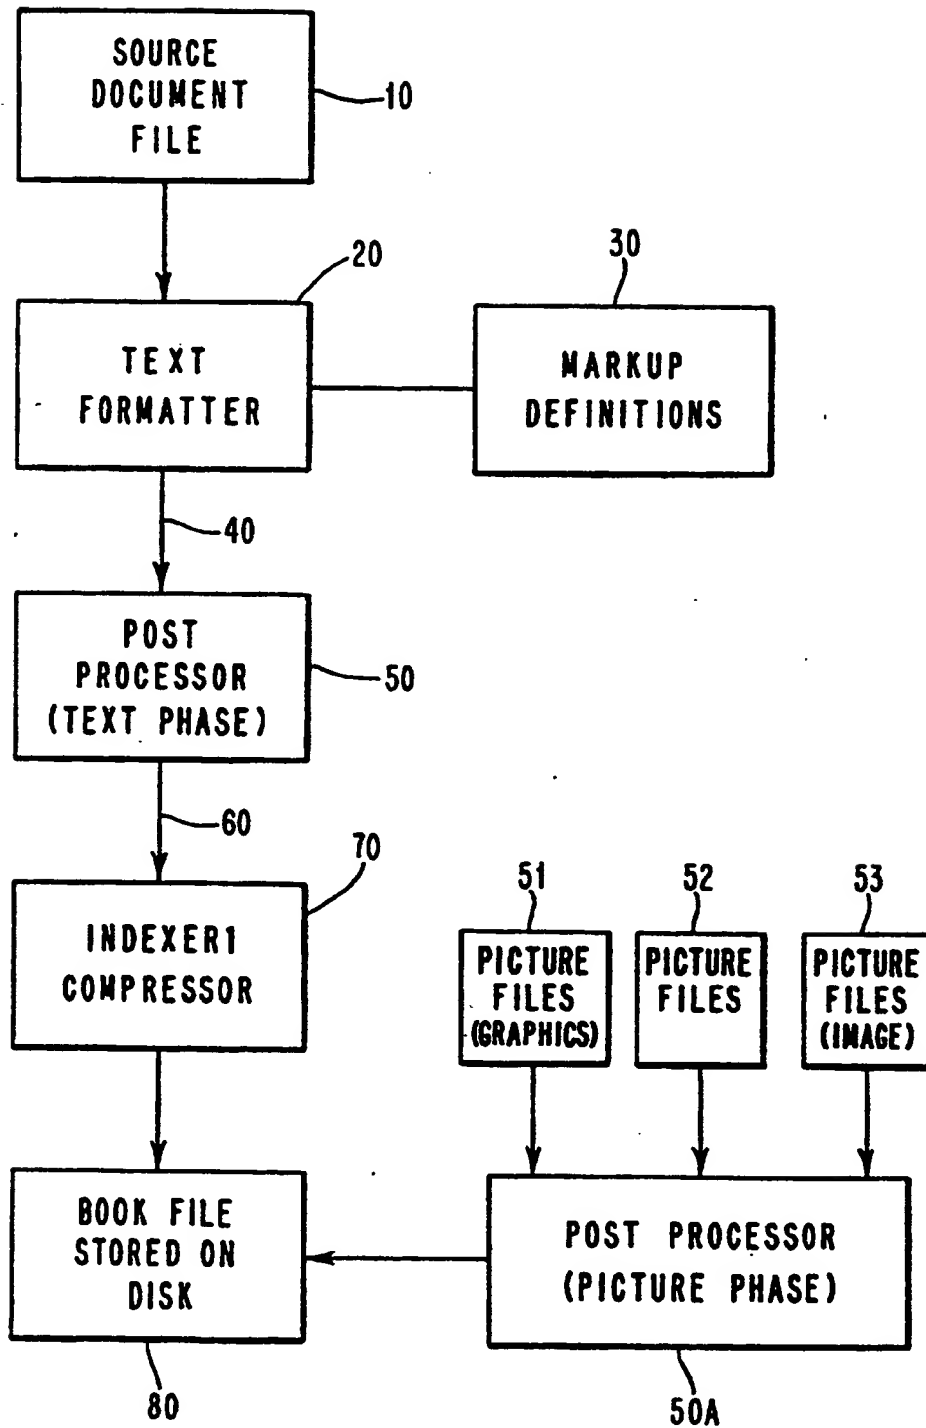 SOURCE
DOCUMENT
FILE
10
20
30
TEXT
FORMATTER
MARKUP
DEFINITIONS
40
POST
PROCESSOR
(TEXT PHASE)
50
60
70
INDEXER1
COMPRESSOR
51
52
53
PICTURE
FILES
(GRAPHICS)
PICTURE
FILES
PICTURE
FILES
(IMAGE)
BOOK FILE
STORED ON
DISK
POST PROCESSOR
(PICTURE PHASE)
80
50A